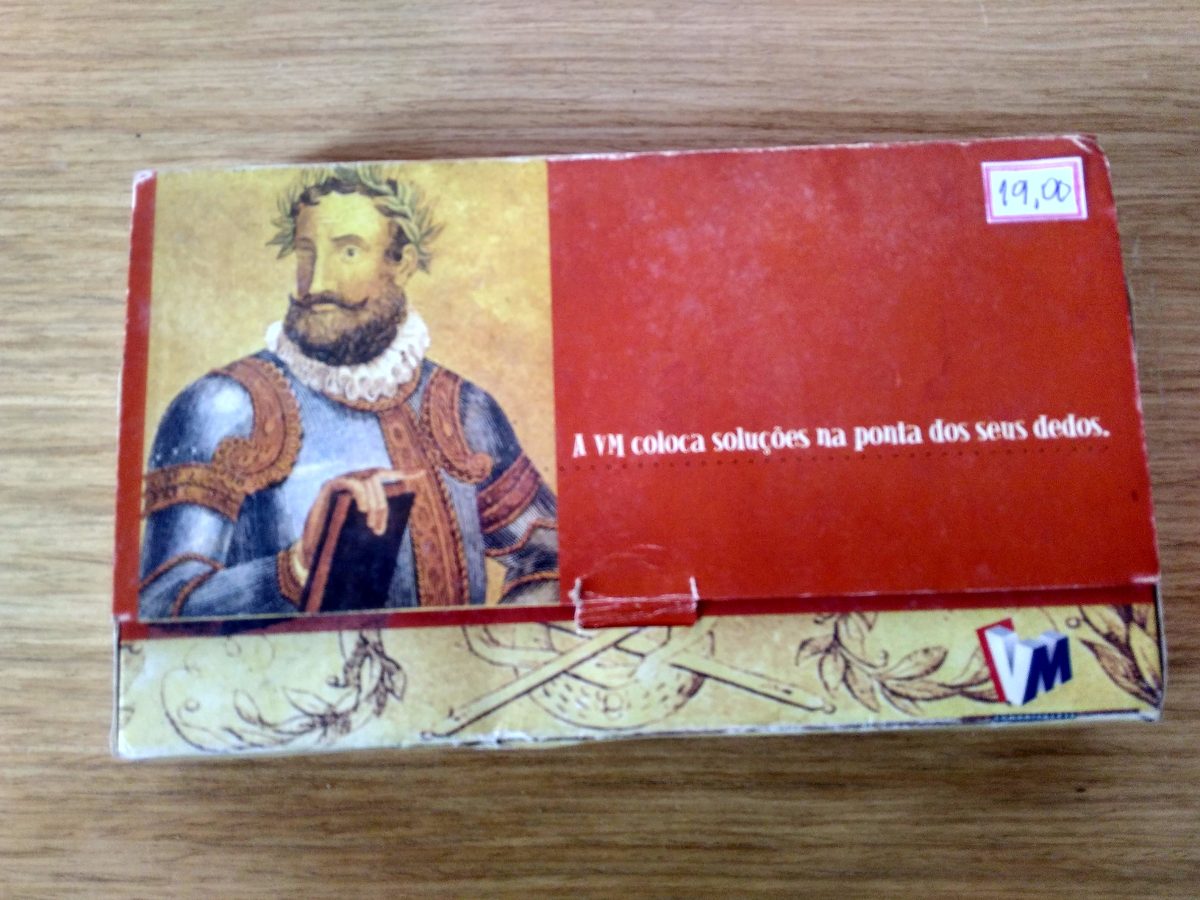 19,00
A VM coloca soluções na ponta dos seus dedos.
VM